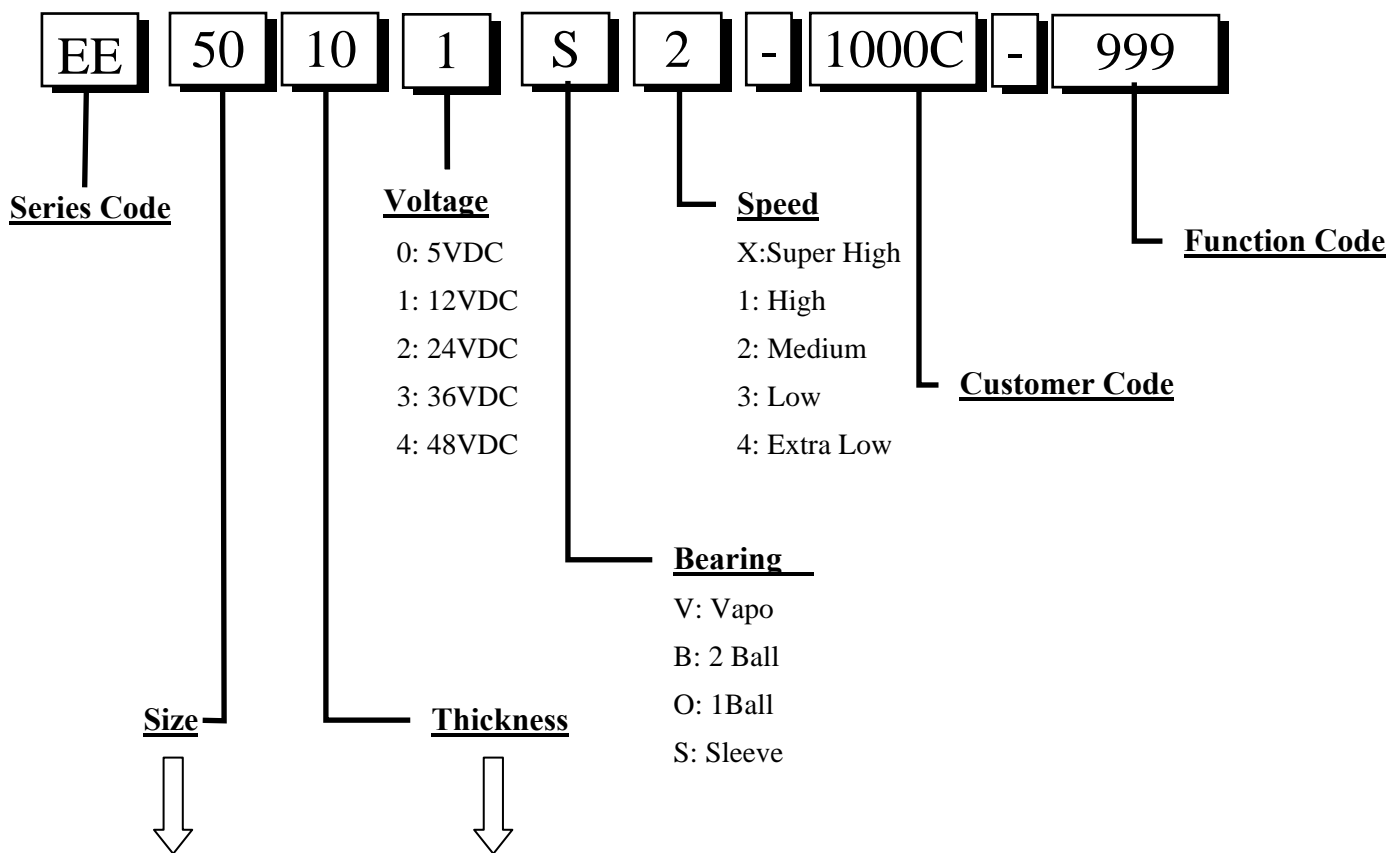 EE 50 10 1 S 2 - 1000C - 999
Series Code
Voltage
0: 5VDC
1: 12VDC
2: 24VDC
3: 36VDC
4: 48VDC
Speed
X:Super High
1: High
2: Medium
3: Low
4: Extra Low
Function Code
Customer Code
Bearing
V: Vapo
B: 2 Ball
O: 1Ball
S: Sleeve
Size
Thickness